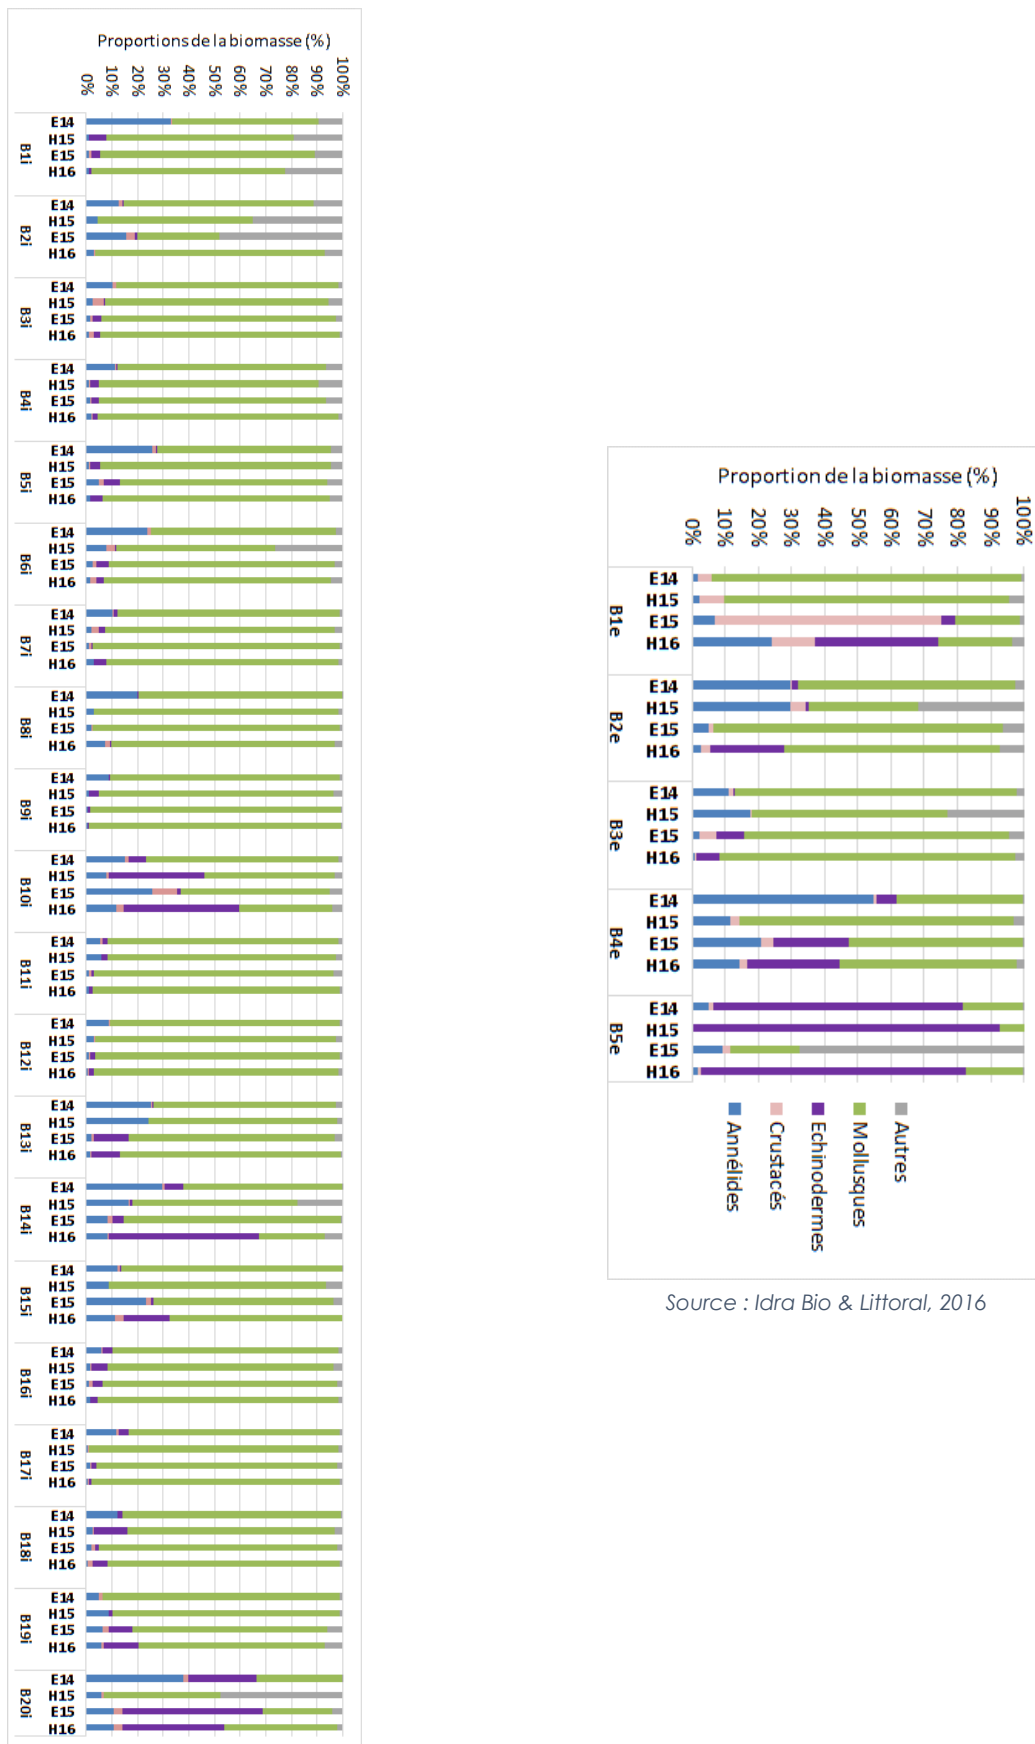 Proportions de la biomasse (%)
0%
10%
20%
30%
40%
50%
60%
70%
80%
90%
100%
E14
H15
E15
H16
B1i
E14
H15
E15
H16
B2i
E14
H15
E15
H16
B3i
E14
H15
E15
H16
B4i
E14
H15
E15
H16
B5i
E14
H15
E15
H16
B6i
E14
H15
E15
H16
B7i
E14
H15
E15
H16
B8i
E14
H15
E15
H16
B9i
E14
H15
E15
H16
B10i
E14
H15
E15
H16
B11i
E14
H15
E15
H16
B12i
E14
H15
E15
H16
B13i
E14
H15
E15
H16
B14i
E14
H15
E15
H16
B15i
E14
H15
E15
H16
B16i
E14
H15
E15
H16
B17i
E14
H15
E15
H16
B18i
E14
H15
E15
H16
B19i
E14
H15
E15
H16
B20i
Proportion de la biomasse (%)
0%
10%
20%
30%
40%
50%
60%
70%
80%
90%
100%
E14
H15
E15
H16
B1e
E14
H15
E15
H16
B2e
E14
H15
E15
H16
B3e
E14
H15
E15
H16
B4e
E14
H15
E15
H16
B5e
Autres
Mollusques
Echinodermes
Crustacés
Annélides
Source : Idra Bio & Littoral, 2016